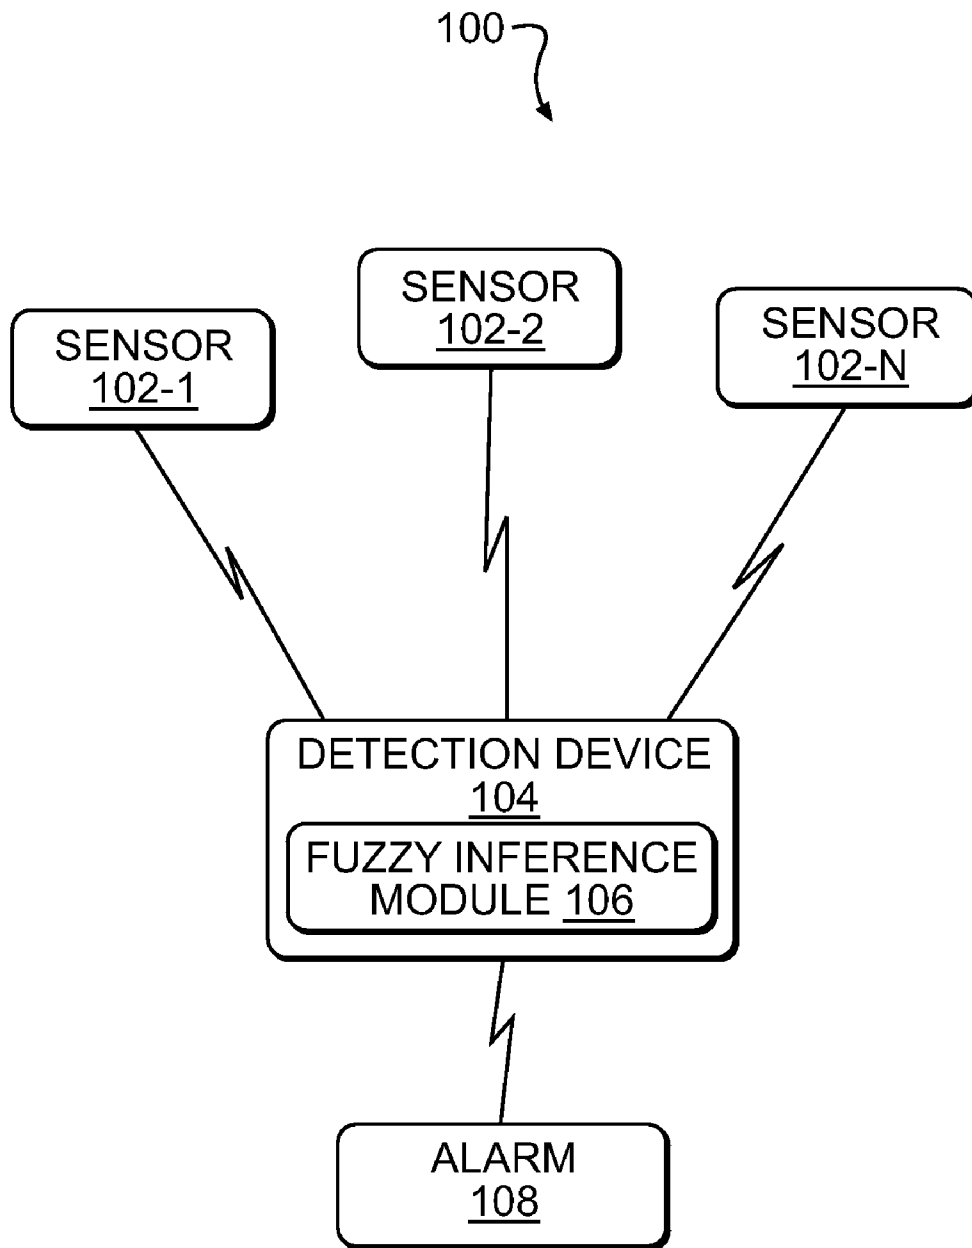 100
SENSOR
102-1
SENSOR
102-2
SENSOR
102-N
DETECTION DEVICE
104
FUZZY INFERENCE
MODULE 106
ALARM
108